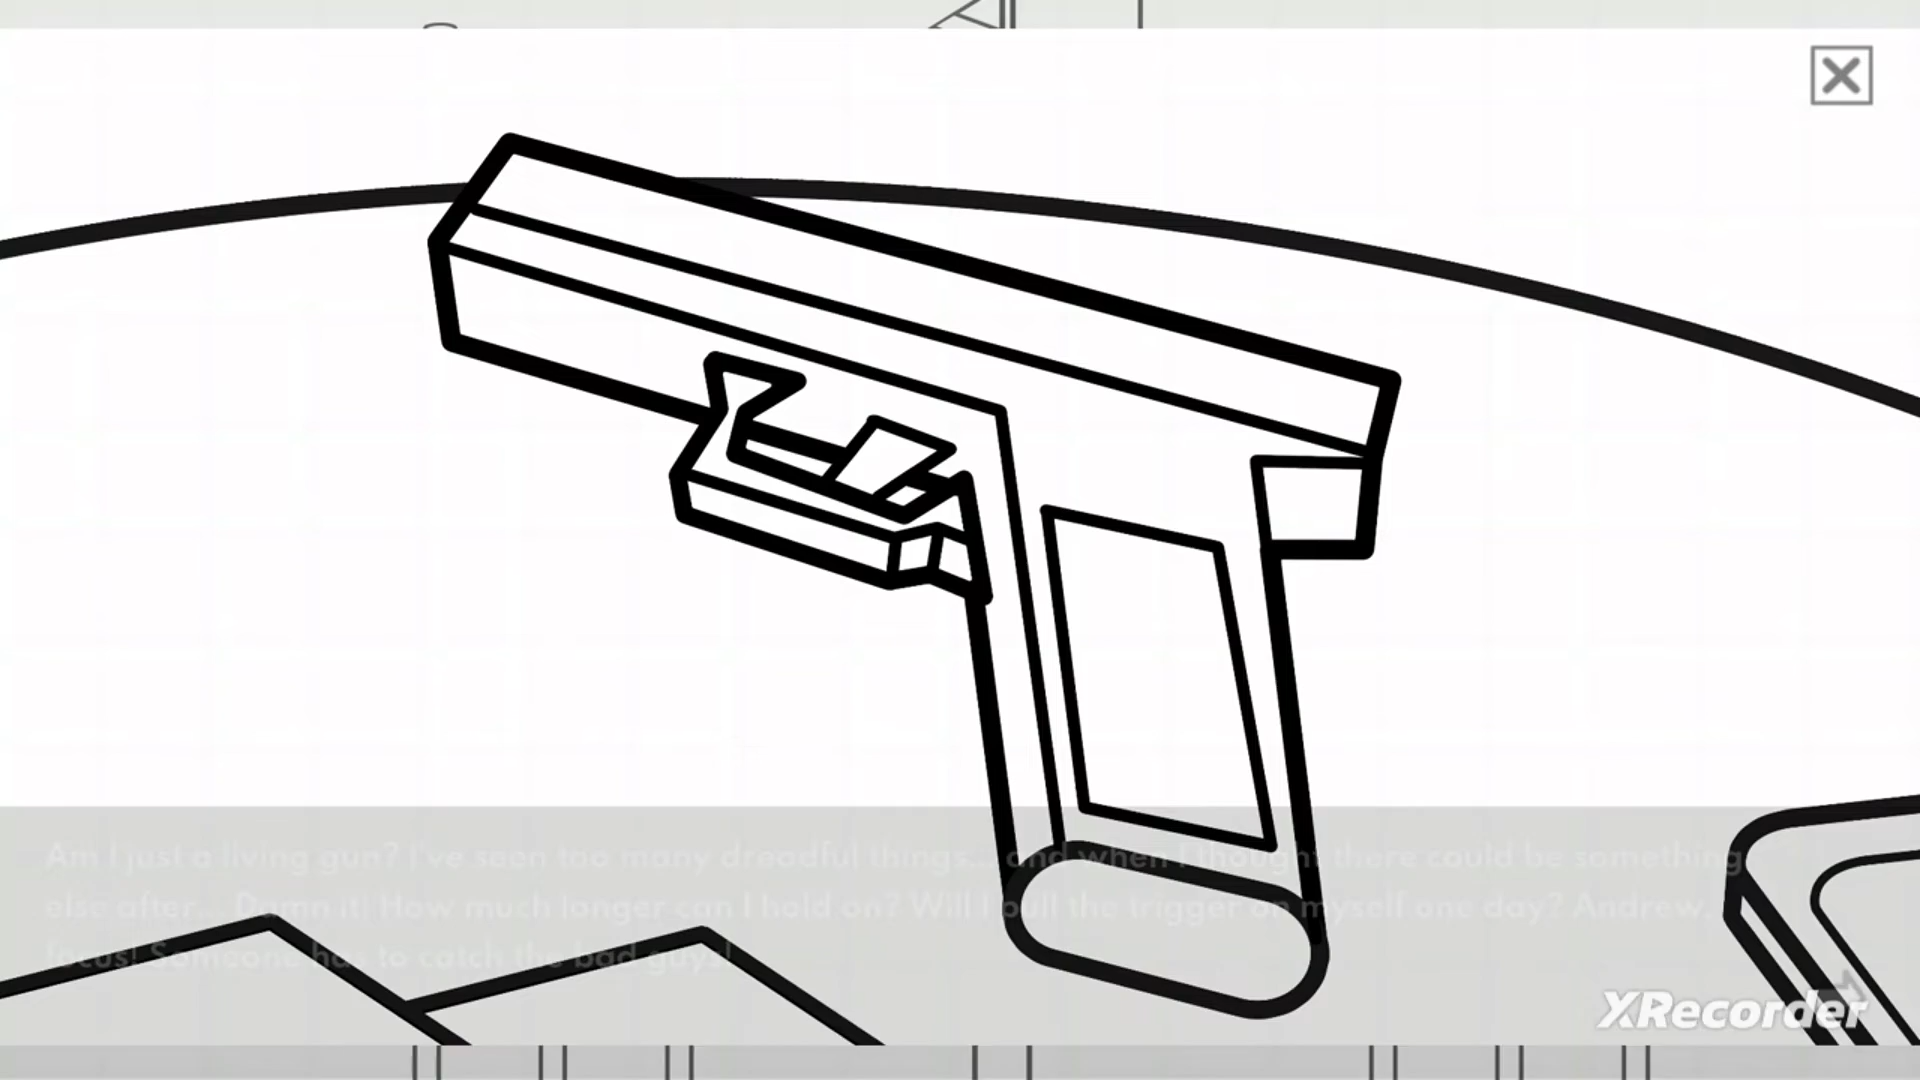 Am I just a living gun? I've seen too many dreadful things... and when I thought there could be something
else after... Damn it! How much longer can I hold on? Will I pull the trigger on myself one day? Andrew,
focus! Someone has to catch the bad guys!
XRecorder